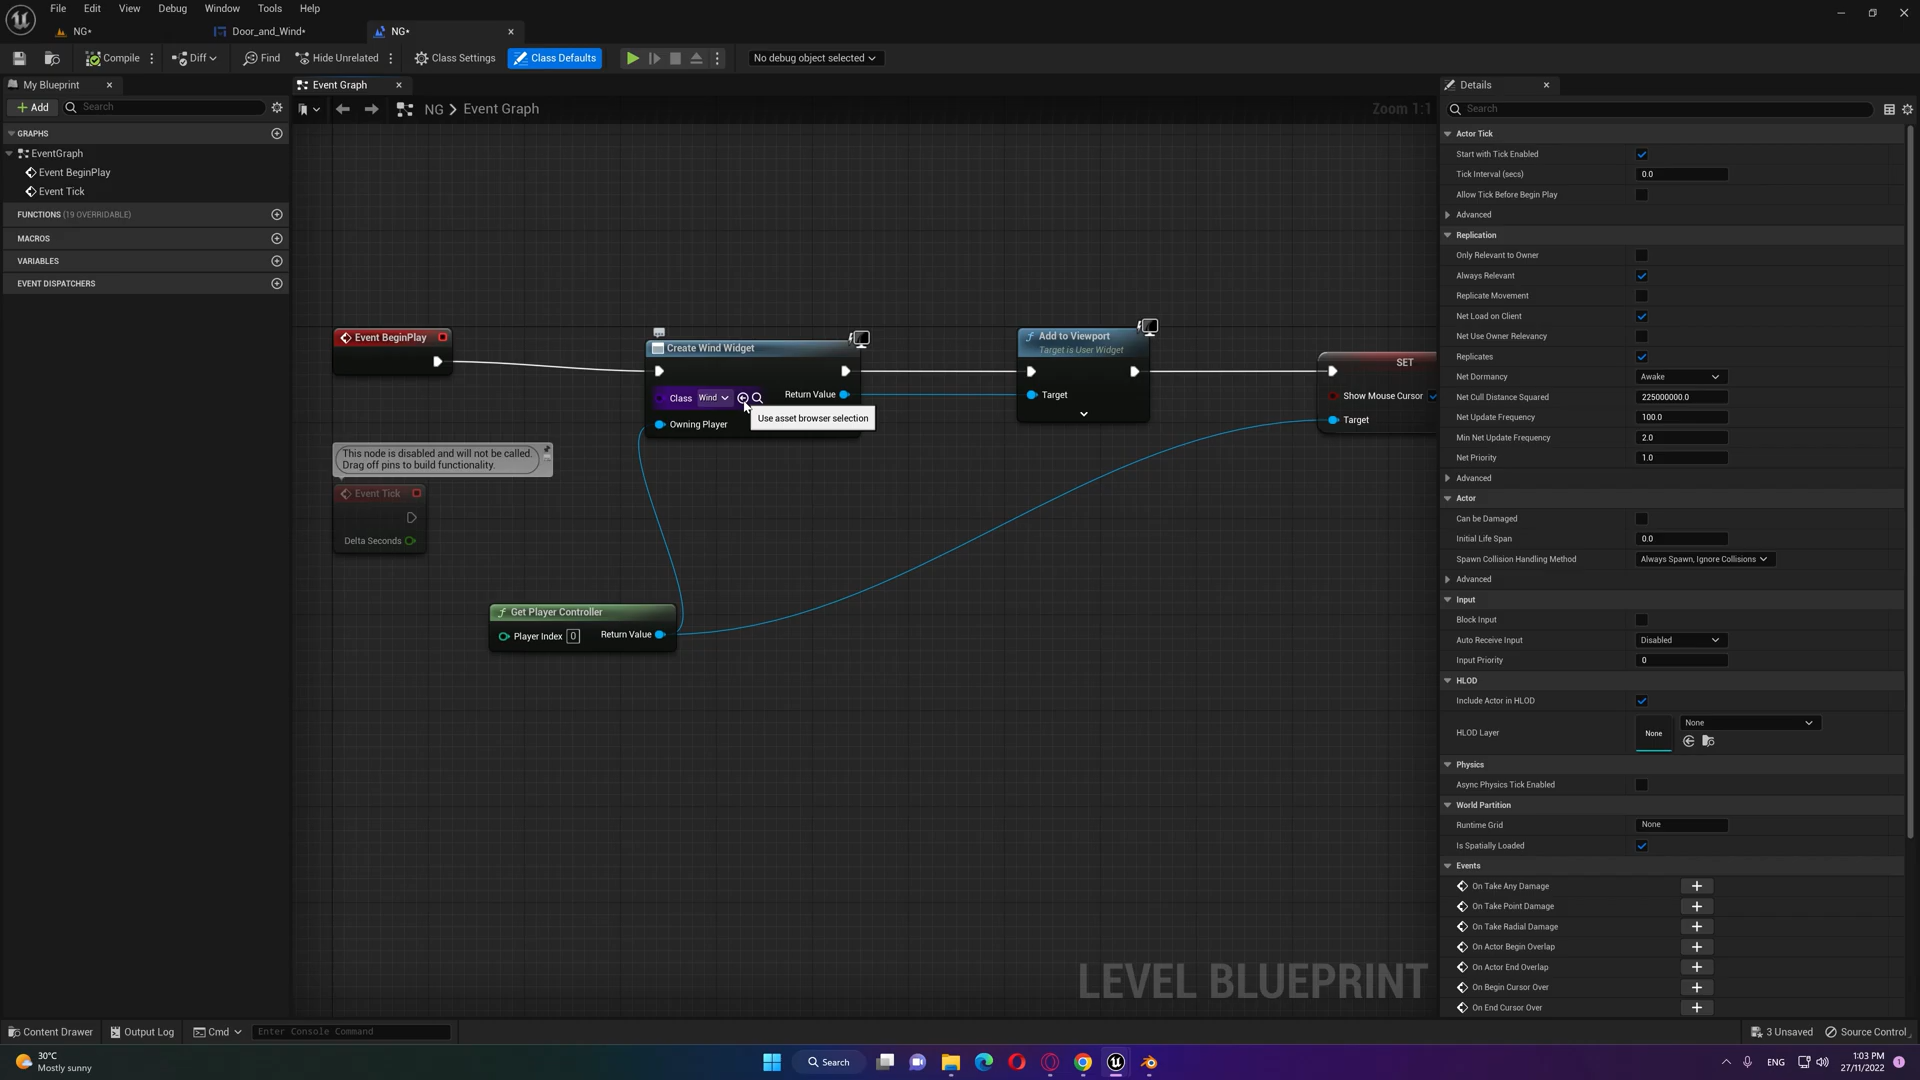 File Edit View Debug Window Tools Help
NG* Door_and_Wind* NG*
Compile Diff Find Hide Unrelated Class Settings Class Defaults No debug object selected
My Blueprint
Event Graph
Details
Add Search
NG > Event Graph
Zoom 1:1
Search
GRAPHS
EventGraph
Event BeginPlay
Event Tick
FUNCTIONS (19 OVERRIDABLE)
MACROS
VARIABLES
EVENT DISPATCHERS
Event BeginPlay
Create Wind Widget
Class Wind
Return Value
Owning Player
Use asset browser selection
Add to Viewport
Target is User Widget
Target
SET
Show Mouse Cursor
Target
This node is disabled and will not be called.
Drag off pins to build functionality.
Event Tick
Delta Seconds
Get Player Controller
Player Index 0 Return Value
LEVEL BLUEPRINT
Actor Tick
Start with Tick Enabled
Tick Interval (secs) 0.0
Allow Tick Before Begin Play
Advanced
Replication
Only Relevant to Owner
Always Relevant
Replicate Movement
Net Load on Client
Net Use Owner Relevancy
Replicates
Net Dormancy Awake
Net Cull Distance Squared 225000000.0
Net Update Frequency 100.0
Min Net Update Frequency 2.0
Net Priority 1.0
Advanced
Actor
Can be Damaged
Initial Life Span 0.0
Spawn Collision Handling Method Always Spawn, Ignore Collisions
Advanced
Input
Block Input
Auto Receive Input Disabled
Input Priority 0
HLOD
Include Actor in HLOD
HLOD Layer None None
Physics
Async Physics Tick Enabled
World Partition
Runtime Grid None
Is Spatially Loaded
Events
On Take Any Damage
On Take Point Damage
On Take Radial Damage
On Actor Begin Overlap
On Actor End Overlap
On Begin Cursor Over
On End Cursor Over
Content Drawer Output Log Cmd Enter Console Command 3 Unsaved Source Control
30°C
Mostly sunny
Search
ENG
1:03 PM
27/11/2022
1